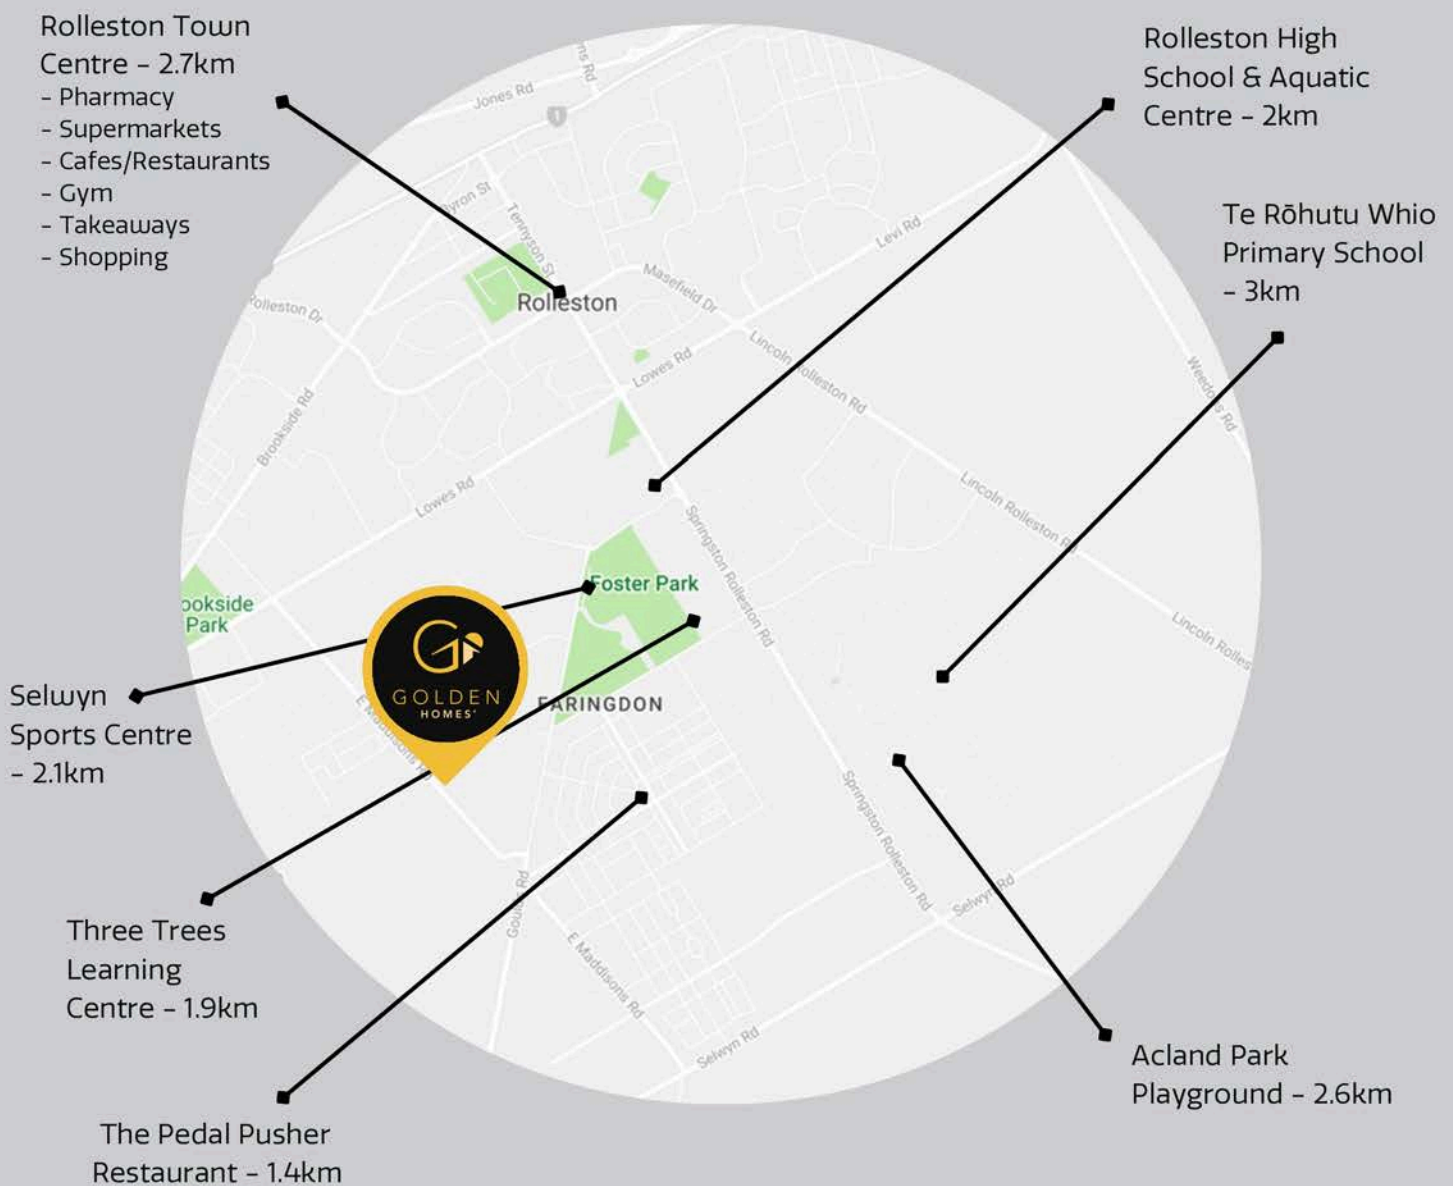 Rolleston Town
Centre - 2.7km
- Pharmacy
- Supermarkets
- Cafes/Restaurants
- Gym
- Takeaways
- Shopping
Rolleston High
School & Aquatic
Centre - 2km
Te Rōhutu Whio
Primary School
- 3km
Jones Rd
1
Tennyson St
Levi Rd
Masefield Dr
Rolleston
Rolleston Dr
Lowes Rd
Lincoln Rolleston Rd
Weedons Rd
Brookside Rd
Lowes Rd
Lincoln Rolleston Rd
Springston Rolleston Rd
Foster Park
ookside
Park
Lincoln Rolles
GOLDEN
HOMES
FARINGDON
E Maddisons Rd
Selwyn
Sports Centre
- 2.1km
Springston Rolleston Rd
Selwyn Rd
Goulds Rd
E Maddisons Rd
Selwyn Rd
Three Trees
Learning
Centre - 1.9km
Acland Park
Playground - 2.6km
The Pedal Pusher
Restaurant - 1.4km